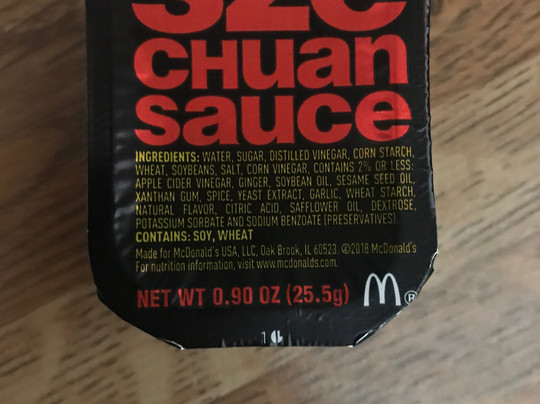 SZE
CHuan
sauce
INGREDIENTS: WATER, SUGAR, DISTILLED VINEGAR, CORN STARCH,
WHEAT, SOYBEANS, SALT, CORN VINEGAR, CONTAINS 2% OR LESS:
APPLE CIDER VINEGAR, GINGER, SOYBEAN OIL, SESAME SEED OIL,
XANTHAN GUM, SPICE, YEAST EXTRACT, GARLIC, WHEAT STARCH,
NATURAL FLAVOR, CITRIC ACID, SAFFLOWER OIL, DEXTROSE,
POTASSIUM SORBATE AND SODIUM BENZOATE (PRESERVATIVES).
CONTAINS: SOY, WHEAT
Made for McDonald's USA, LLC, Oak Brook, IL 60523. ©2018 McDonald's
For nutrition information, visit www.mcdonalds.com.
NET WT 0.90 OZ (25.5g) M®
1